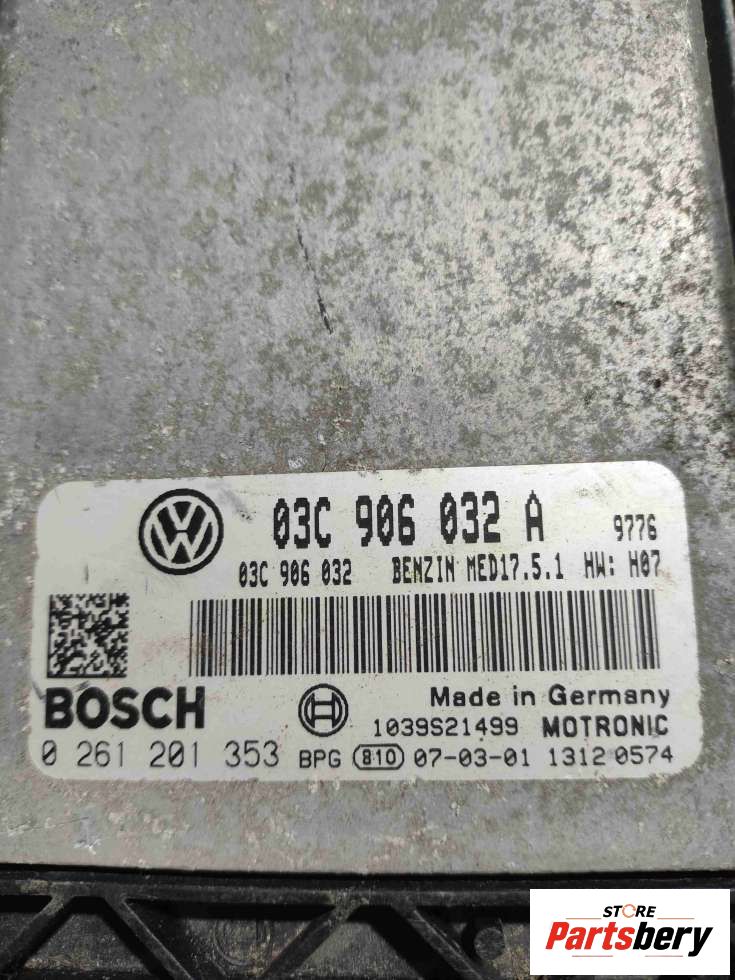 03C 906 032 A 9776
03C 906 032 BENZIN MED17.5.1 HW: H07
BOSCH Made in Germany
1039S21499 MOTRONIC
0 261 201 353 BPG 810 07-03-01 1312 0574
STORE
Partsbery